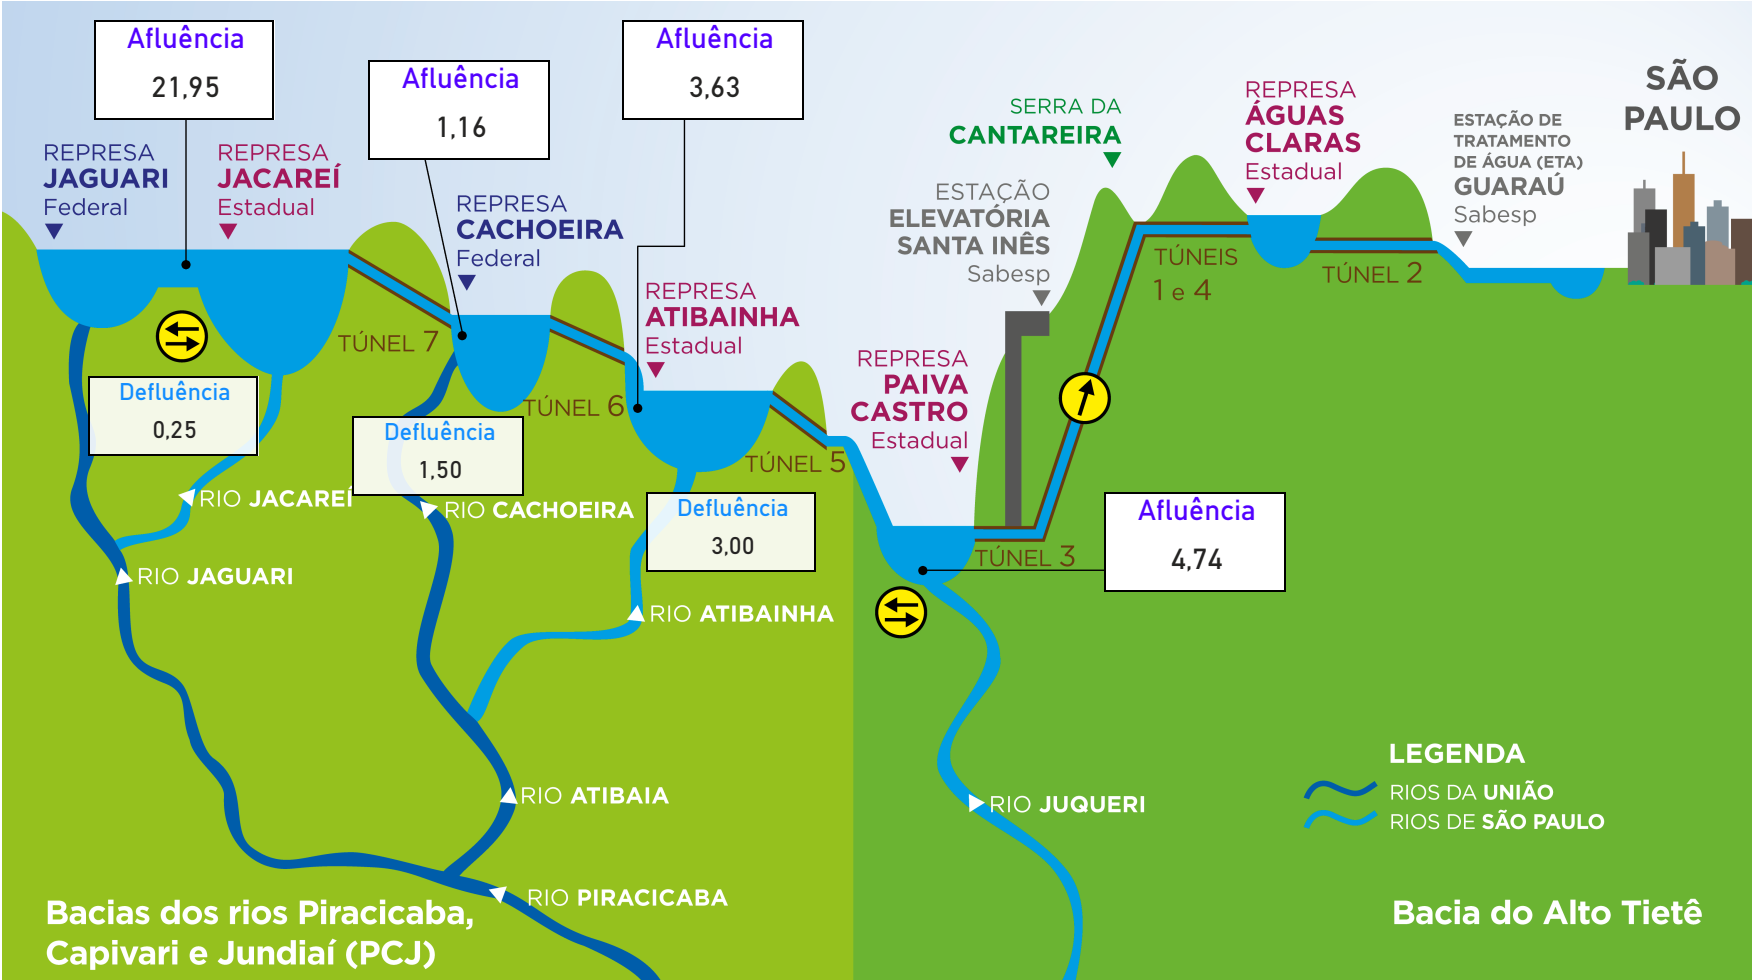 Afluência
21,95
Afluência
1,16
Afluência
3,63
REPRESA
JAGUARI
Federal
REPRESA
JACAREÍ
Estadual
REPRESA
CACHOEIRA
Federal
REPRESA
ATIBAINHA
Estadual
SERRA DA
CANTAREIRA
ESTAÇÃO
ELEVATÓRIA
SANTA INÊS
Sabesp
REPRESA
ÁGUAS
CLARAS
Estadual
ESTAÇÃO DE
TRATAMENTO
DE ÁGUA (ETA)
GUARAÚ
Sabesp
SÃO
PAULO
TÚNEL 7
TÚNEL 6
TÚNEL 5
REPRESA
PAIVA
CASTRO
Estadual
TÚNEIS
1 e 4
TÚNEL 2
TÚNEL 3
Defluência
0,25
Defluência
1,50
Defluência
3,00
Afluência
4,74
RIO JACAREÍ
RIO CACHOEIRA
RIO JAGUARI
RIO ATIBAINHA
RIO ATIBAIA
RIO JUQUERI
RIO PIRACICABA
LEGENDA
RIOS DA UNIÃO
RIOS DE SÃO PAULO
Bacias dos rios Piracicaba,
Capivari e Jundiaí (PCJ)
Bacia do Alto Tietê